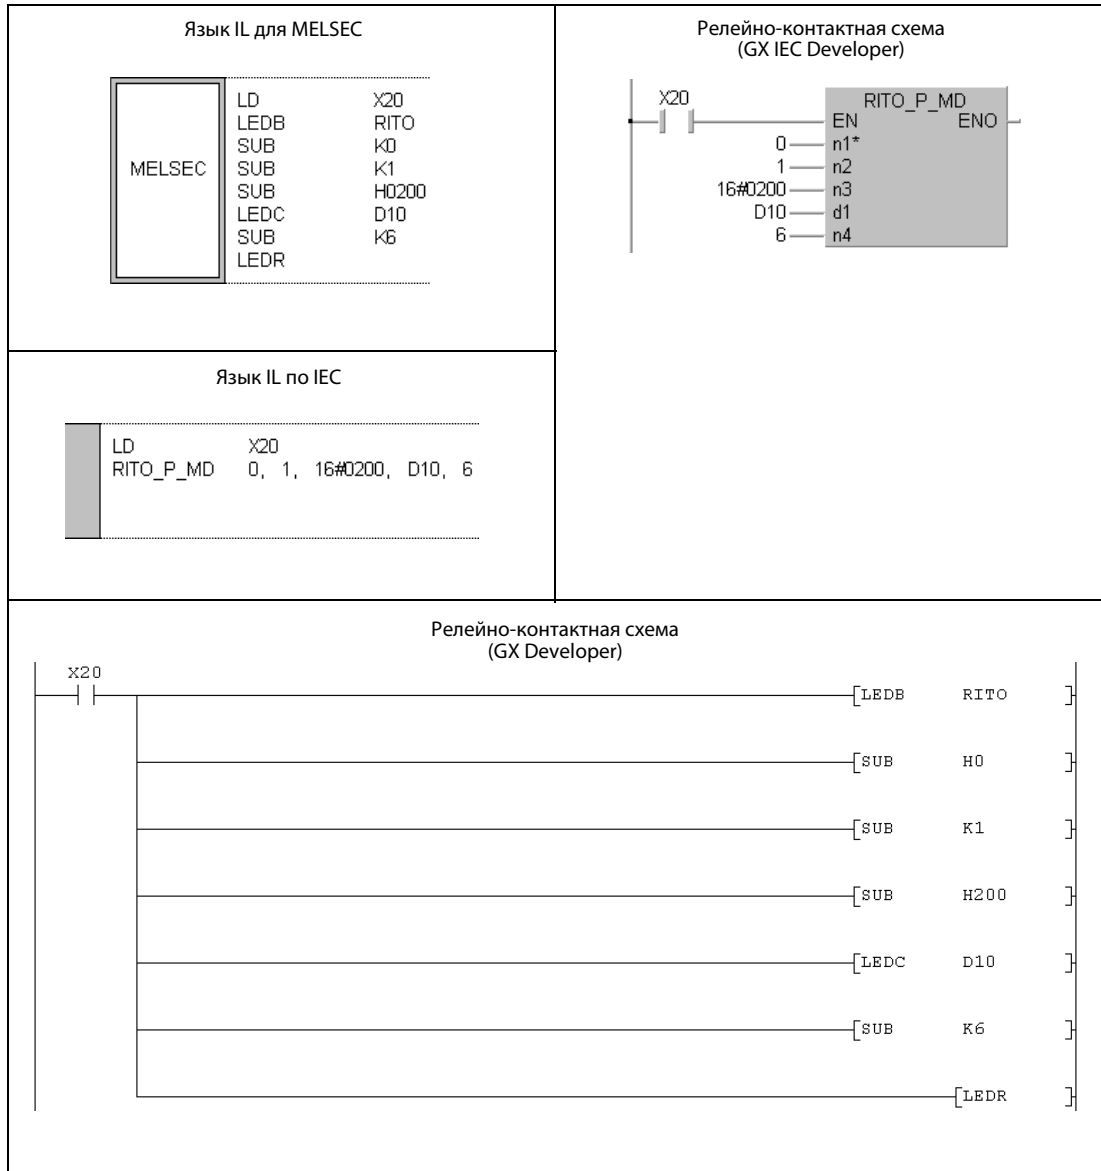 Язык IL для MELSEC
MELSEC
LD X20
LEDB RITO
SUB K0
SUB K1
SUB H0200
LEDC D10
SUB K6
LEDR
Релейно-контактная схема
(GX IEC Developer)
X20
RITO_P_MD
EN ENO
0 n1*
1 n2
16#0200 n3
D10 d1
6 n4
Язык IL по IEC
LD X20
RITO_P_MD 0, 1, 16#0200, D10, 6
Релейно-контактная схема
(GX Developer)
X20
[LEDB RITO ]
[SUB H0 ]
[SUB K1 ]
[SUB H200 ]
[LEDC D10 ]
[SUB K6 ]
[LEDR ]